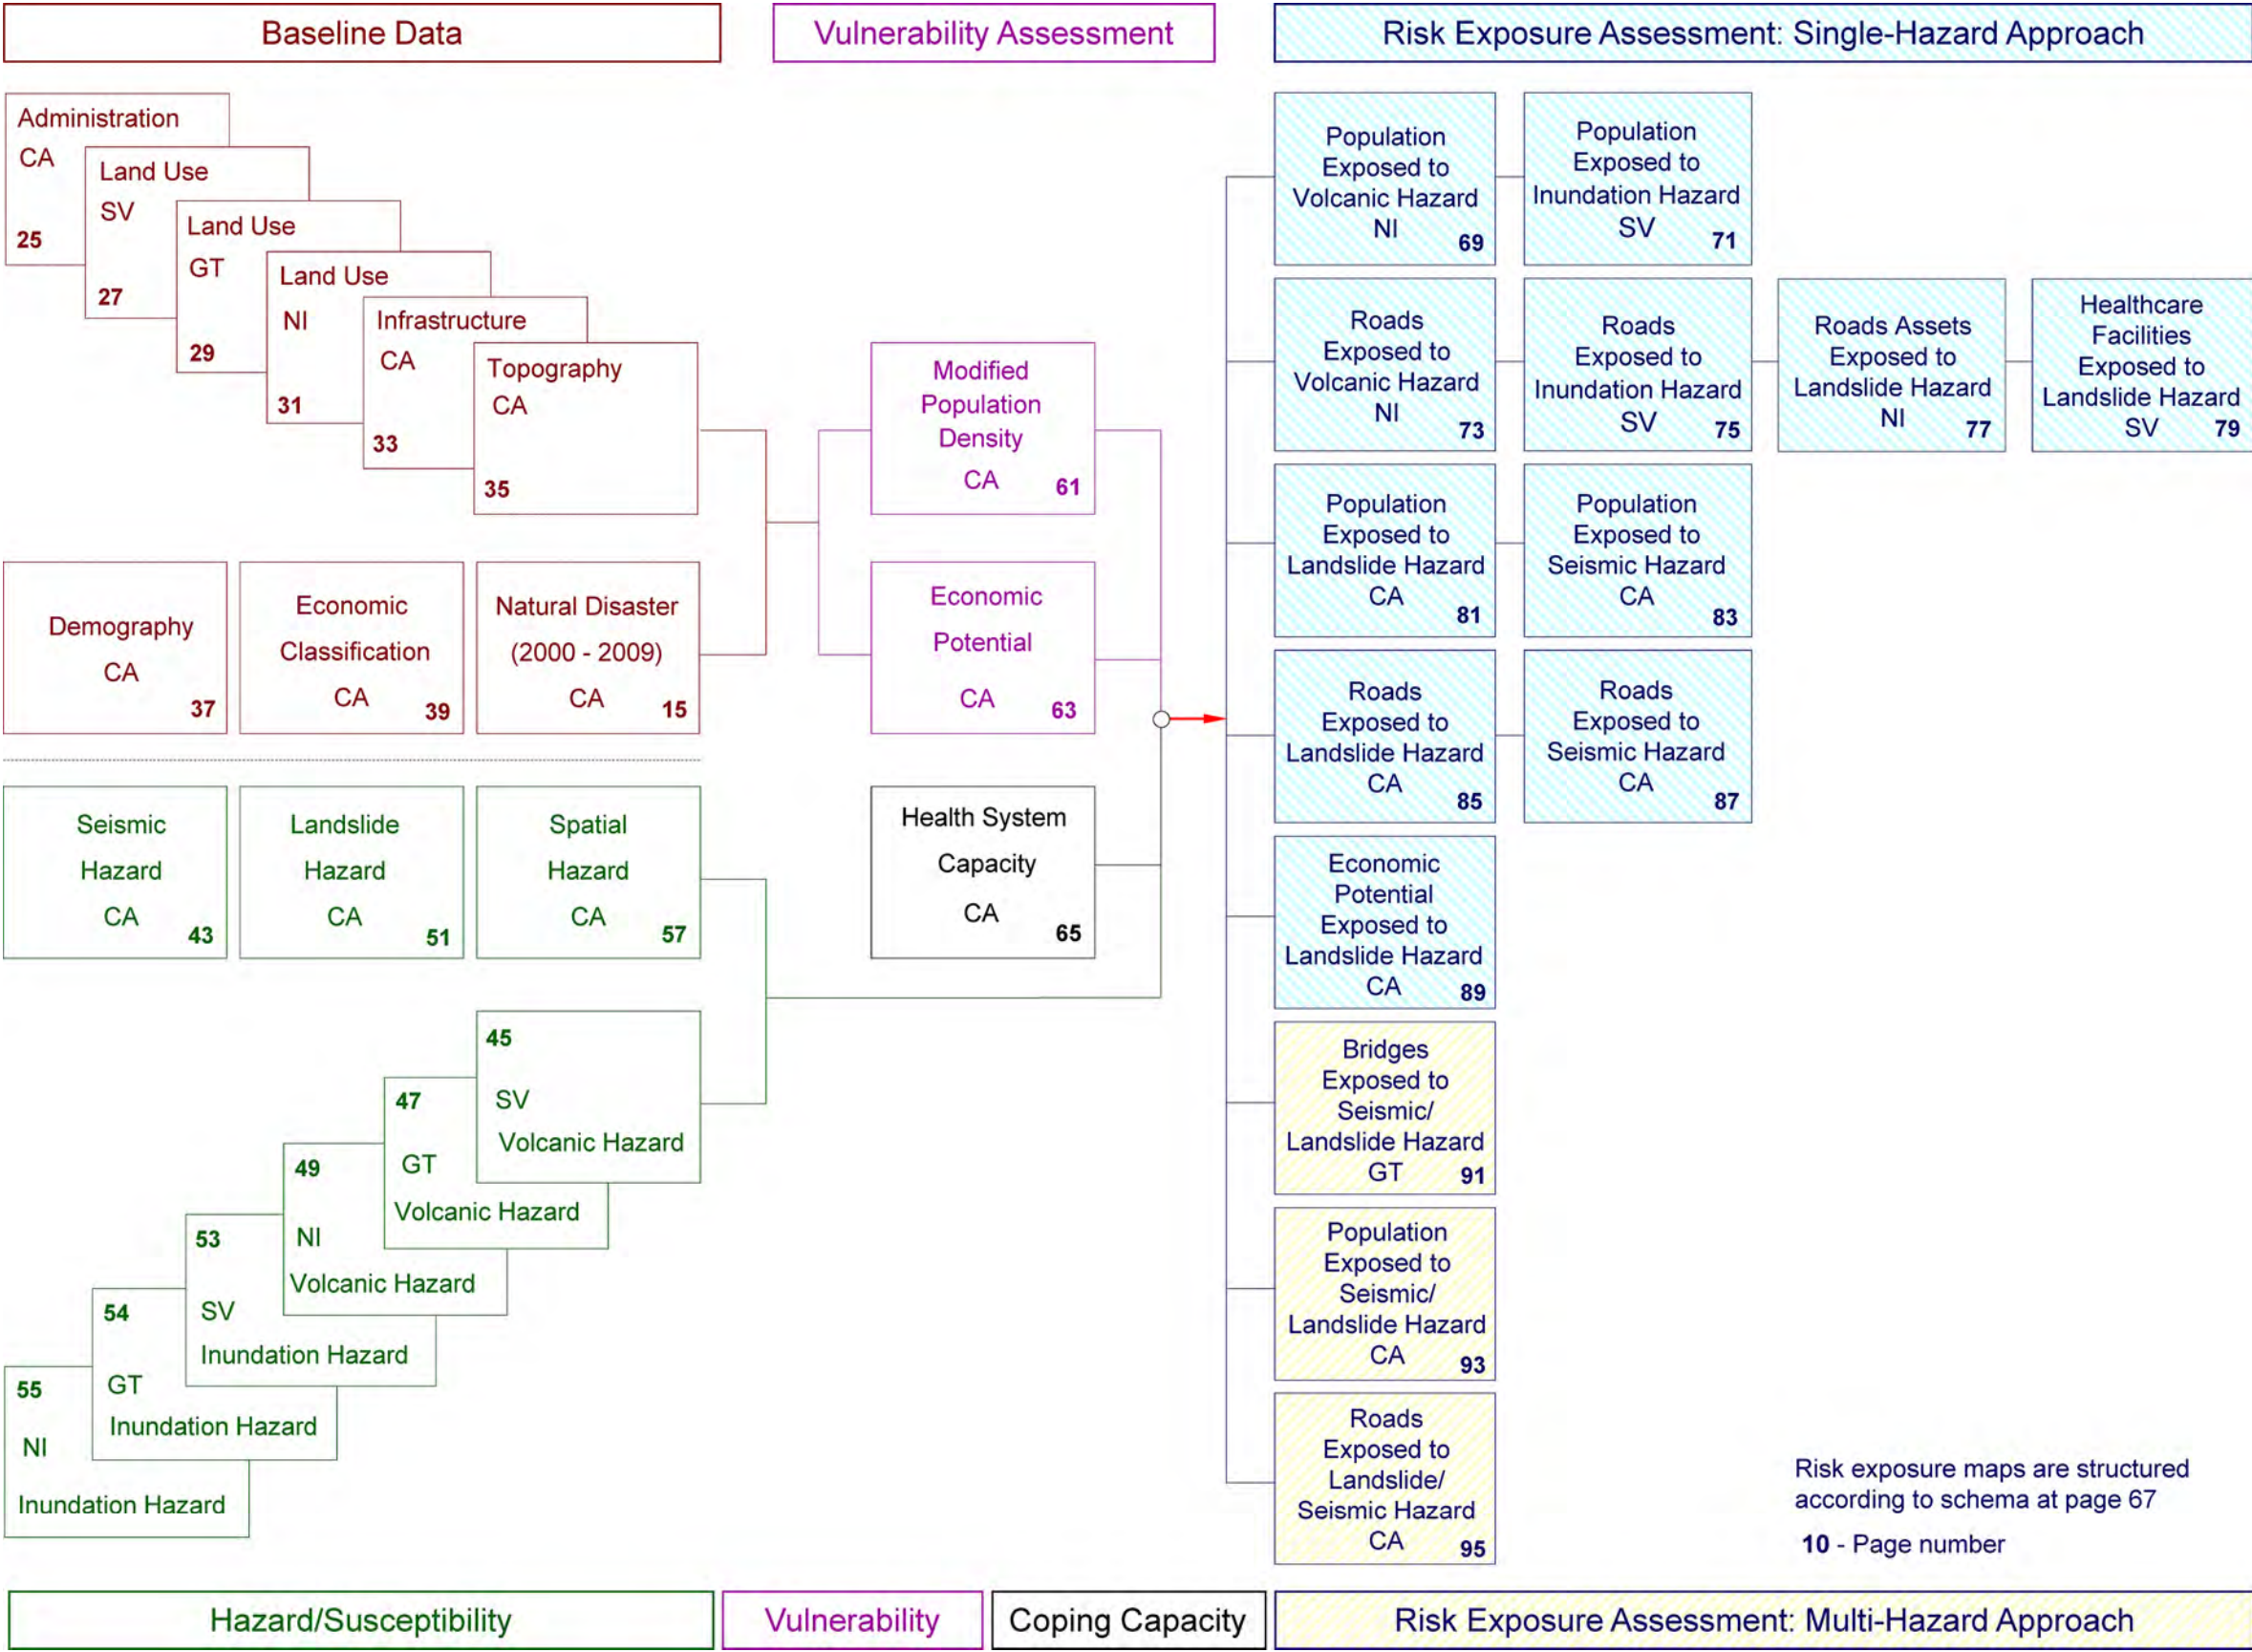 Baseline Data
Vulnerability Assessment
Risk Exposure Assessment: Single-Hazard Approach
Administration
CA
25
Land Use
SV
27
Land Use
GT
29
Land Use
NI
31
Infrastructure
CA
33
Topography
CA
35
Demography
CA
37
Economic
Classification
CA
39
Natural Disaster
(2000 - 2009)
CA
15
Seismic
Hazard
CA
43
Landslide
Hazard
CA
51
Spatial
Hazard
CA
57
45
SV
Volcanic Hazard
47
GT
Volcanic Hazard
49
NI
Volcanic Hazard
53
SV
Inundation Hazard
54
GT
Inundation Hazard
55
NI
Inundation Hazard
Modified
Population
Density
CA
61
Economic
Potential
CA
63
Health System
Capacity
CA
65
Population
Exposed to
Volcanic Hazard
NI
69
Population
Exposed to
Inundation Hazard
SV
71
Roads
Exposed to
Volcanic Hazard
NI
73
Roads
Exposed to
Inundation Hazard
SV
75
Roads Assets
Exposed to
Landslide Hazard
NI
77
Healthcare
Facilities
Exposed to
Landslide Hazard
SV
79
Population
Exposed to
Landslide Hazard
CA
81
Population
Exposed to
Seismic Hazard
CA
83
Roads
Exposed to
Landslide Hazard
CA
85
Roads
Exposed to
Seismic Hazard
CA
87
Economic
Potential
Exposed to
Landslide Hazard
CA
89
Bridges
Exposed to
Seismic/
Landslide Hazard
GT
91
Population
Exposed to
Seismic/
Landslide Hazard
CA
93
Roads
Exposed to
Landslide/
Seismic Hazard
CA
95
Risk exposure maps are structured
according to schema at page 67
10 - Page number
Hazard/Susceptibility
Vulnerability
Coping Capacity
Risk Exposure Assessment: Multi-Hazard Approach